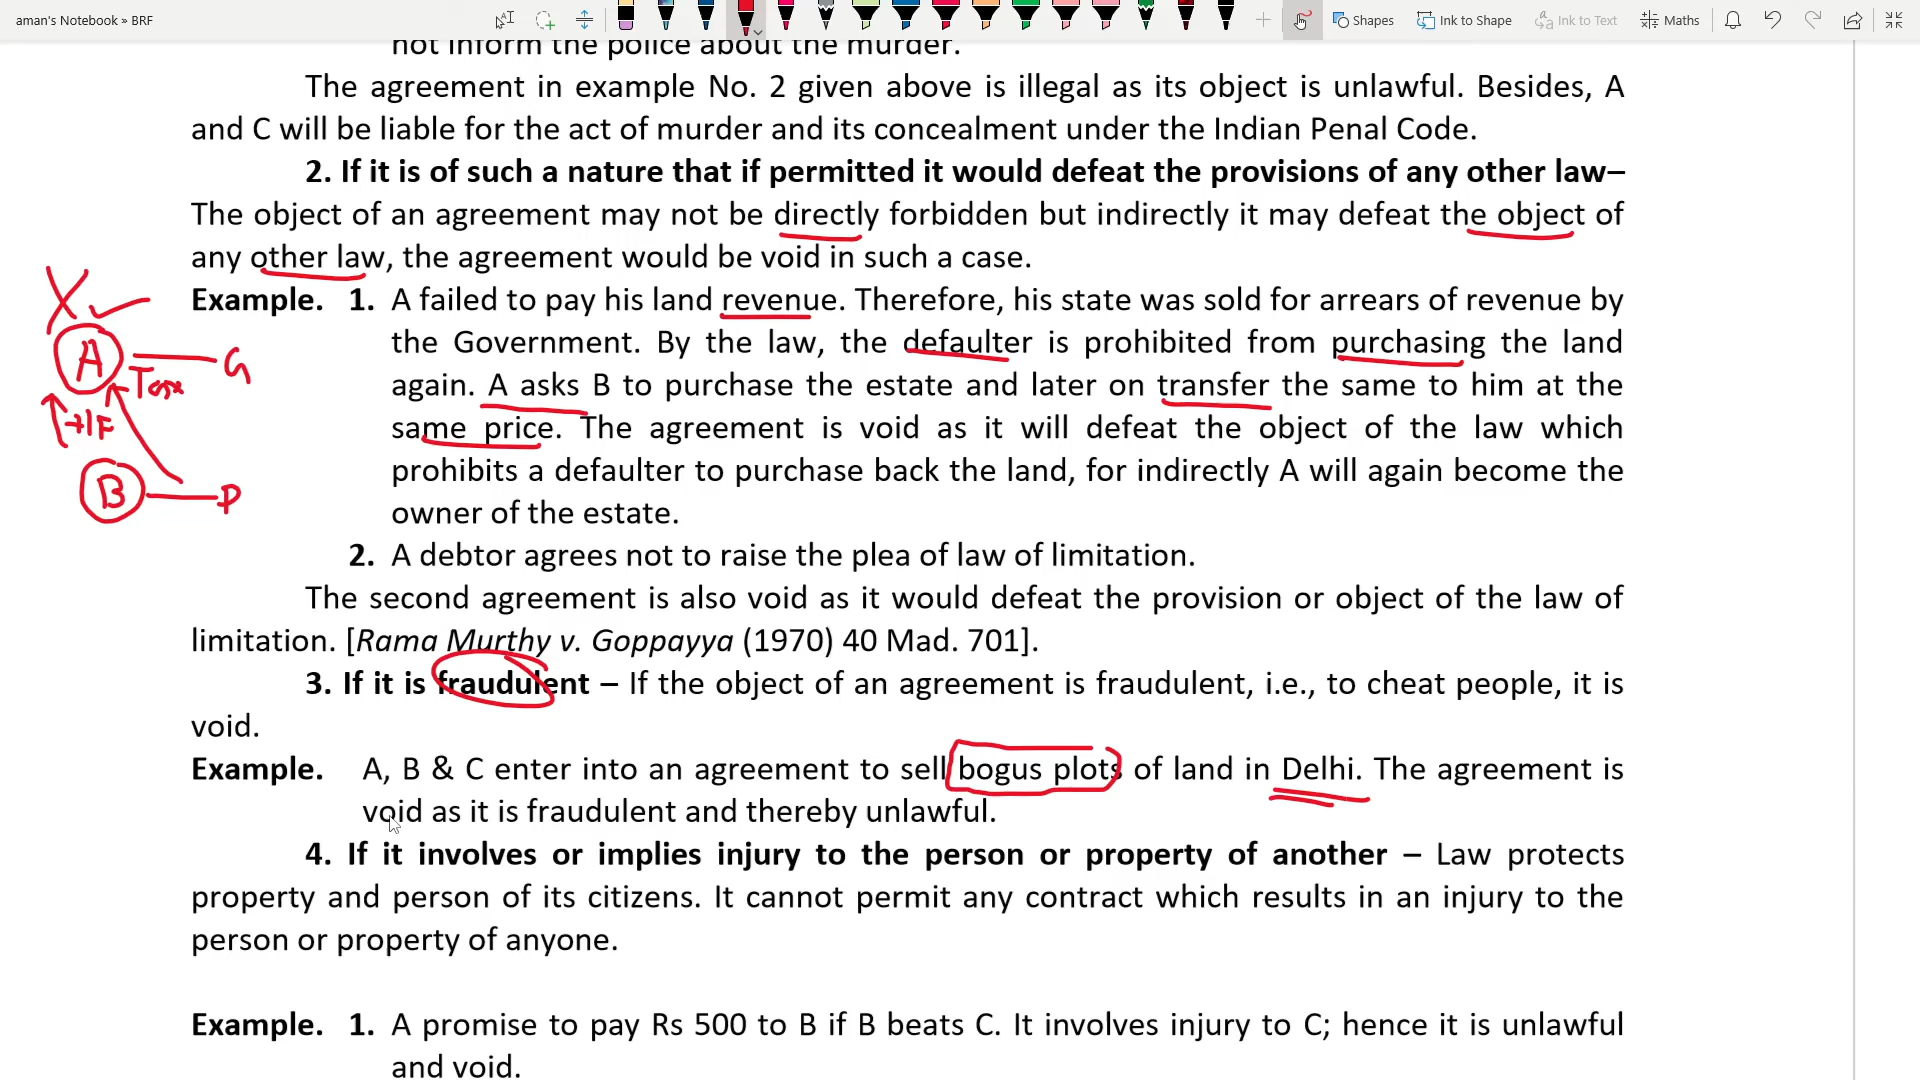 aman's Notebook » BRF
Shapes Ink to Shape Ink to Text Maths
not inform the police about the murder.
The agreement in example No. 2 given above is illegal as its object is unlawful. Besides, A
and C will be liable for the act of murder and its concealment under the Indian Penal Code.
2. If it is of such a nature that if permitted it would defeat the provisions of any other law–
The object of an agreement may not be directly forbidden but indirectly it may defeat the object of
any other law, the agreement would be void in such a case.
Example. 1. A failed to pay his land revenue. Therefore, his state was sold for arrears of revenue by
the Government. By the law, the defaulter is prohibited from purchasing the land
again. A asks B to purchase the estate and later on transfer the same to him at the
same price. The agreement is void as it will defeat the object of the law which
prohibits a defaulter to purchase back the land, for indirectly A will again become the
owner of the estate.
2. A debtor agrees not to raise the plea of law of limitation.
The second agreement is also void as it would defeat the provision or object of the law of
limitation. [Rama Murthy v. Goppayya (1970) 40 Mad. 701].
3. If it is fraudulent – If the object of an agreement is fraudulent, i.e., to cheat people, it is
void.
Example. A, B & C enter into an agreement to sell bogus plots of land in Delhi. The agreement is
void as it is fraudulent and thereby unlawful.
4. If it involves or implies injury to the person or property of another – Law protects
property and person of its citizens. It cannot permit any contract which results in an injury to the
person or property of anyone.
Example. 1. A promise to pay Rs 500 to B if B beats C. It involves injury to C; hence it is unlawful
and void.
X
A G
B P